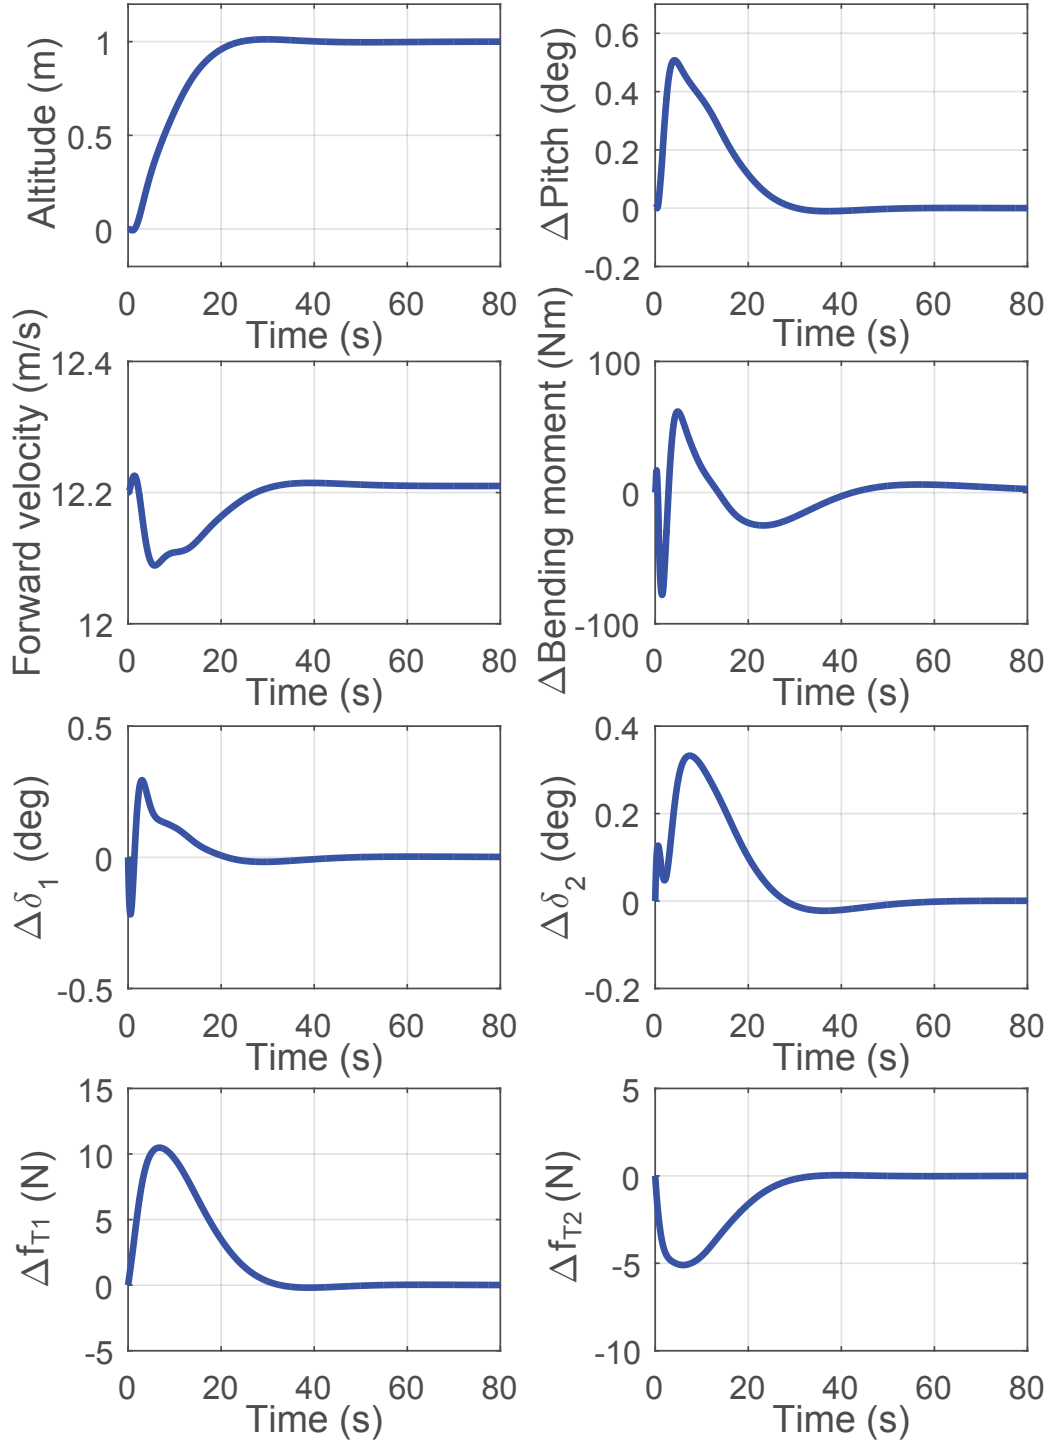 Altitude (m)
1
0.5
0
0 20 40 60 80
Time (s)
ΔPitch (deg)
0.6
0.4
0.2
0
-0.2
0 20 40 60 80
Time (s)
Forward velocity (m/s)
12.4
12.2
12
0 20 40 60 80
Time (s)
ΔBending moment (Nm)
100
0
-100
0 20 40 60 80
Time (s)
Δδ1 (deg)
0.5
0
-0.5
0 20 40 60 80
Time (s)
Δδ2 (deg)
0.4
0.2
0
-0.2
0 20 40 60 80
Time (s)
ΔfT1 (N)
15
10
5
0
-5
0 20 40 60 80
Time (s)
ΔfT2 (N)
5
0
-5
-10
0 20 40 60 80
Time (s)